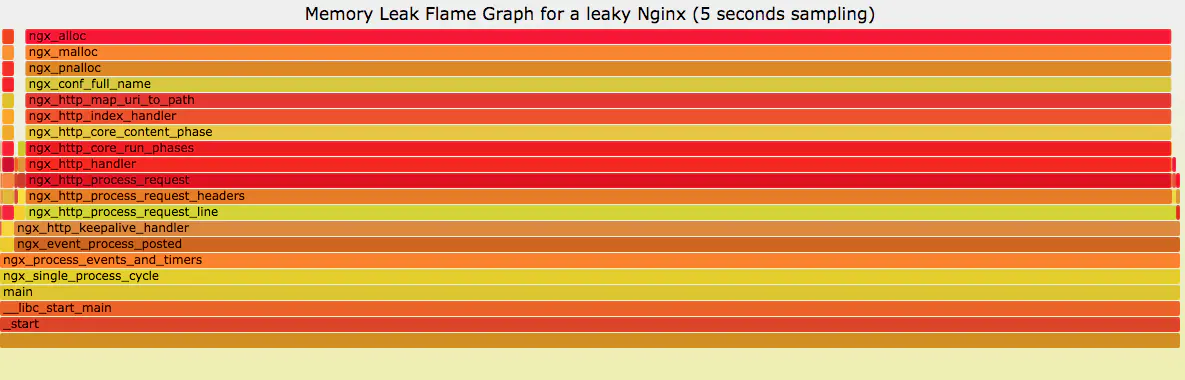 Memory Leak Flame Graph for a leaky Nginx (5 seconds sampling)
ngx_alloc
ngx_malloc
ngx_pnalloc
ngx_conf_full_name
ngx_http_map_uri_to_path
ngx_http_index_handler
ngx_http_core_content_phase
ngx_http_core_run_phases
ngx_http_handler
ngx_http_process_request
ngx_http_process_request_headers
ngx_http_process_request_line
ngx_http_keepalive_handler
ngx_event_process_posted
ngx_process_events_and_timers
ngx_single_process_cycle
main
__libc_start_main
_start